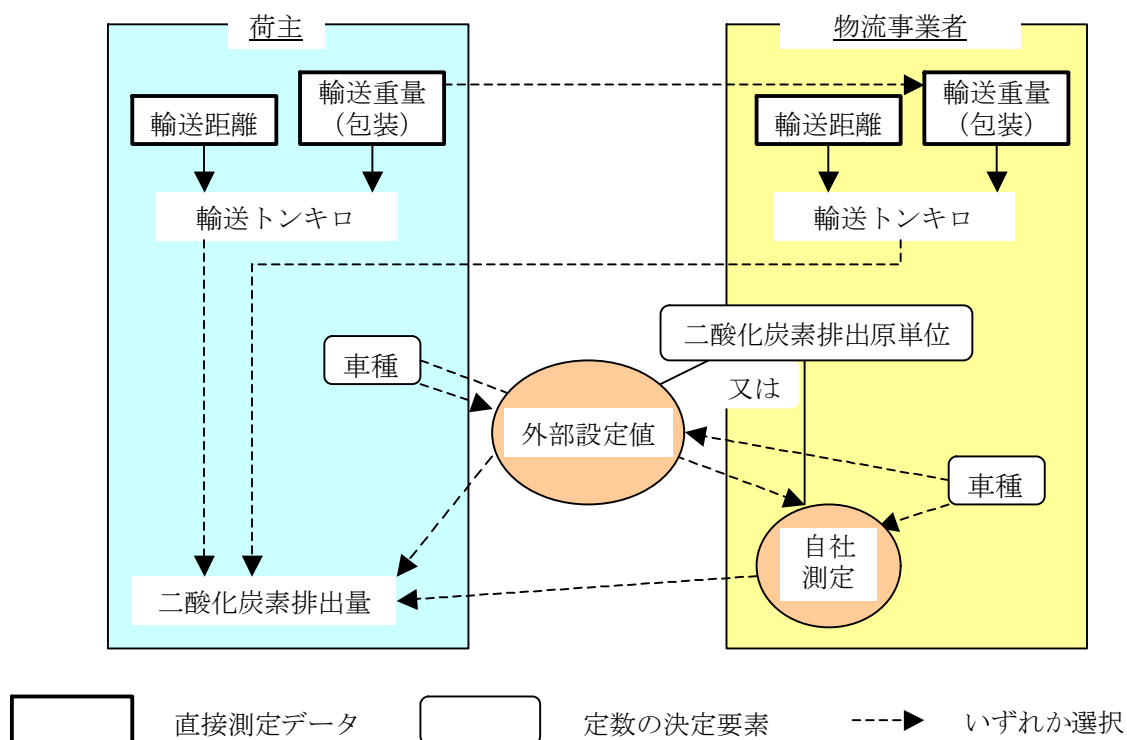 荷主
物流事業者
輸送距離
輸送重量
(包装)
輸送距離
輸送重量
(包装)
輸送トンキロ
輸送トンキロ
二酸化炭素排出原単位
車種
又は
外部設定値
車種
自社
測定
二酸化炭素排出量
直接測定データ
定数の決定要素
いずれか選択